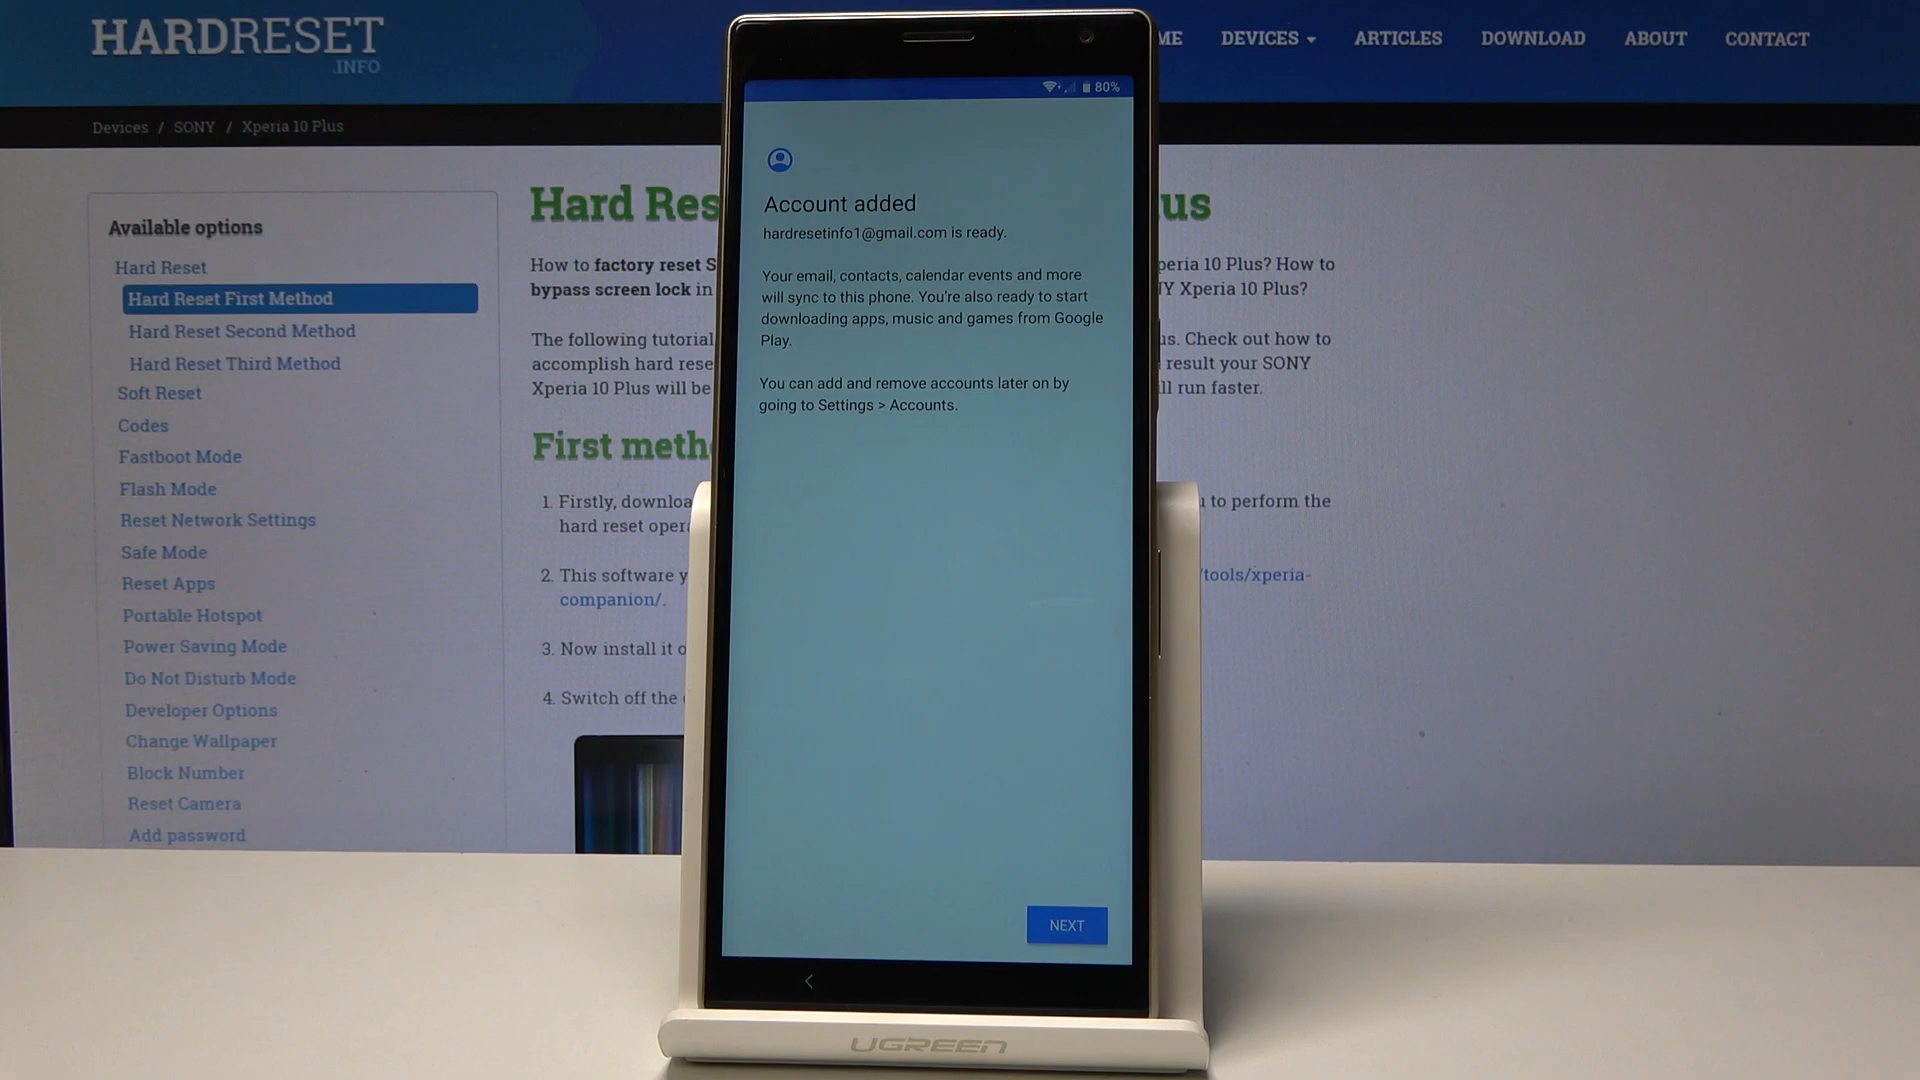 HARDRESET
.INFO
ME DEVICES ARTICLES DOWNLOAD ABOUT CONTACT
Devices / SONY / Xperia 10 Plus
Available options
Hard Reset
Hard Reset First Method
Hard Reset Second Method
Hard Reset Third Method
Soft Reset
Codes
Fastboot Mode
Flash Mode
Reset Network Settings
Safe Mode
Reset Apps
Portable Hotspot
Power Saving Mode
Do Not Disturb Mode
Developer Options
Change Wallpaper
Block Number
Reset Camera
Add password
Hard Res
us
How to factory reset S
peria 10 Plus? How to
bypass screen lock in
Y Xperia 10 Plus?
The following tutorial
us. Check out how to
accomplish hard rese
result your SONY
Xperia 10 Plus will be
ll run faster.
First meth
1. Firstly, downloa
to perform the
hard reset oper
2. This software y
/tools/xperia-
companion/.
3. Now install it o
4. Switch off the
80%
Account added
hardresetinfo1@gmail.com is ready.
Your email, contacts, calendar events and more
will sync to this phone. You're also ready to start
downloading apps, music and games from Google
Play.
You can add and remove accounts later on by
going to Settings > Accounts.
NEXT
UGREEN